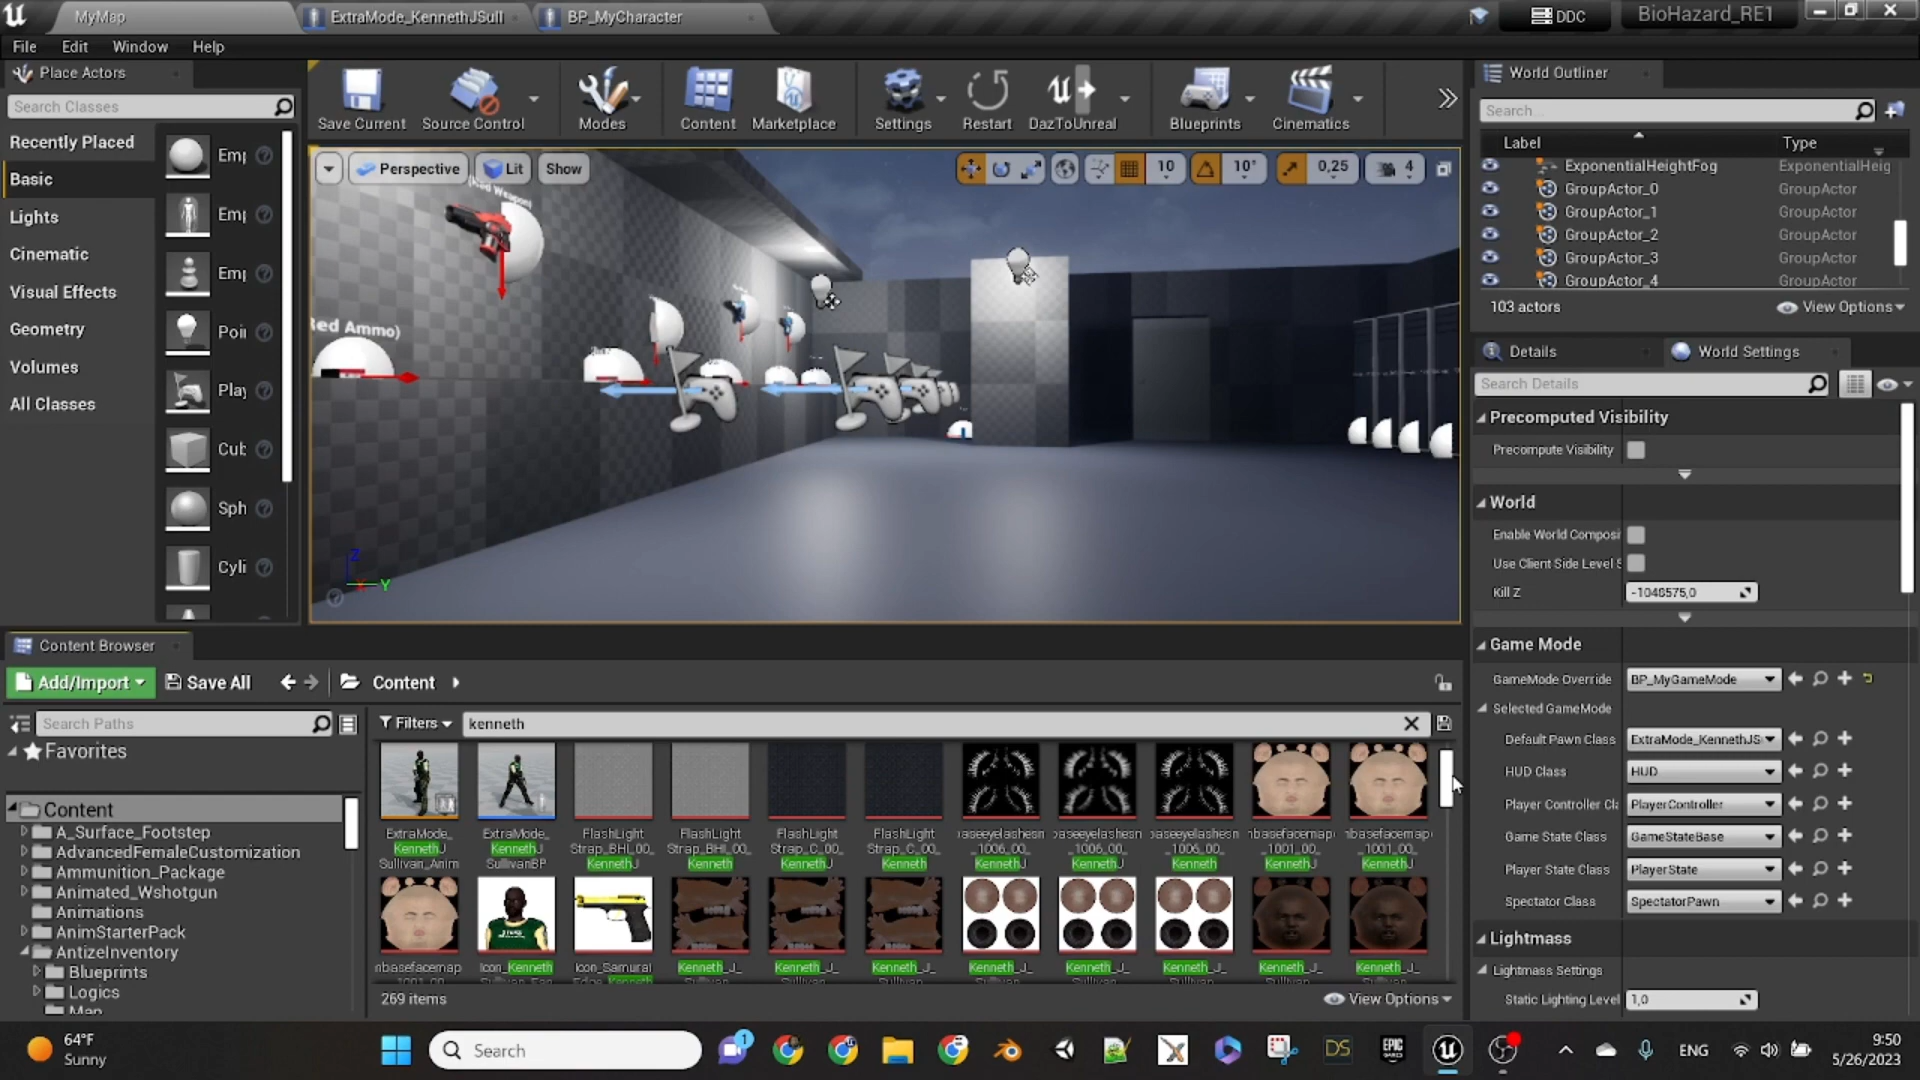 MyMap
ExtraMode_KennethJSull
BP_MyCharacter
DDC
BioHazard_RE1
File
Edit
Window
Help
Place Actors
Search Classes
Recently Placed
Basic
Lights
Cinematic
Visual Effects
Geometry
Volumes
All Classes
Emp
Emp
Emp
Poi
Play
Cub
Sph
Cyli
Save Current
Source Control
Modes
Content
Marketplace
Settings
Restart
DazToUnreal
Blueprints
Cinematics
Perspective
Lit
Show
10
10°
0,25
4
(Red Weapon)
Red Ammo)
Z
Y
World Outliner
Search...
Label
Type
ExponentialHeightFog
ExponentialHeig
GroupActor_0
GroupActor
GroupActor_1
GroupActor
GroupActor_2
GroupActor
GroupActor_3
GroupActor
GroupActor_4
GroupActor
103 actors
View Options
Details
World Settings
Search Details
Precomputed Visibility
Precompute Visibility
World
Enable World Composi
Use Client Side Level S
Kill Z
-1048575,0
Game Mode
GameMode Override
BP_MyGameMode
Selected GameMode
Default Pawn Class
ExtraMode_KennethJS
HUD Class
HUD
Player Controller Cl
PlayerController
Game State Class
GameStateBase
Player State Class
PlayerState
Spectator Class
SpectatorPawn
Lightmass
Lightmass Settings
Static Lighting Level
1,0
Content Browser
Add/Import
Save All
Content
Search Paths
Filters
kenneth
Favorites
Content
A_Surface_Footstep
AdvancedFemaleCustomization
Ammunition_Package
Animated_Wshotgun
Animations
AnimStarterPack
AntizeInventory
Blueprints
Logics
Map
ExtraMode_
KennethJ
Sullivan_Anim
ExtraMode_
KennethJ
SullivanBP
FlashLight
Strap_BHI_00_
KennethJ
FlashLight
Strap_BHI_00_
KennethJ
FlashLight
Strap_C_00_
KennethJ
FlashLight
Strap_C_00_
KennethJ
baseeyelashesn
_1006_00_
KennethJ
baseeyelashesn
_1006_00_
KennethJ
baseeyelashesn
_1006_00_
KennethJ
nbasefacemap
_1001_00_
KennethJ
nbasefacemap
_1001_00_
KennethJ
nbasefacemap
_1001_00_
Icon_Kenneth
Icon_Samurai
Edge_Kenneth
Kenneth_J_
Kenneth_J_
Kenneth_J_
Kenneth_J_
Kenneth_J_
Kenneth_J_
Kenneth_J_
Kenneth_J_
269 items
View Options
64°F
Sunny
Search
1
DS
EPIC
GAMES
ENG
9:50
5/26/2023